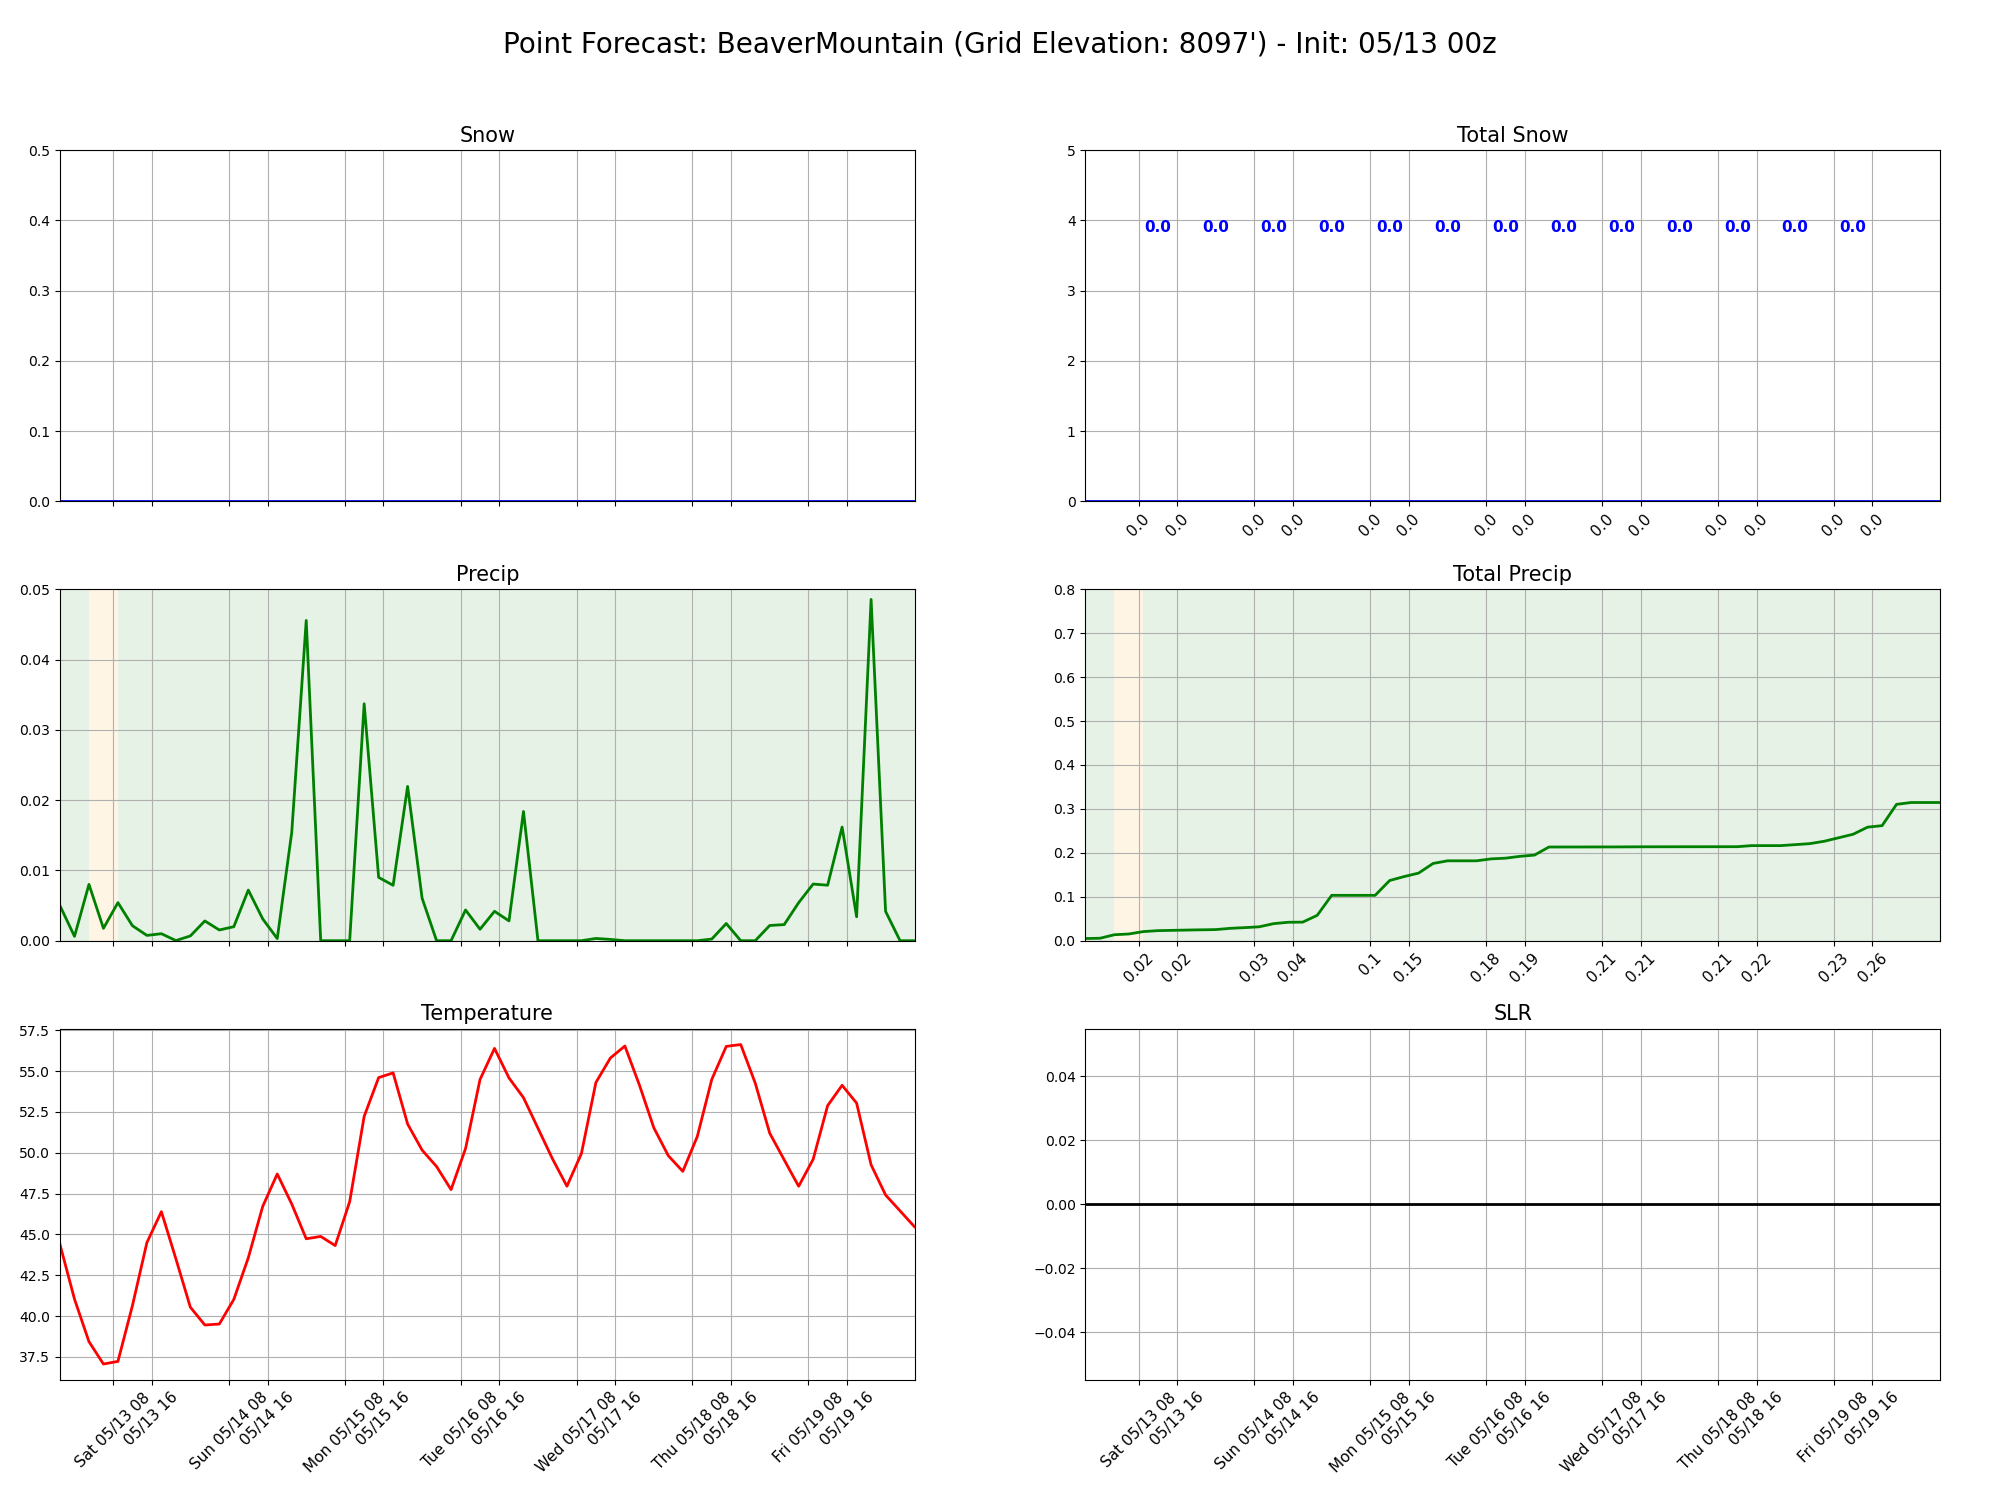 Point Forecast: BeaverMountain (Grid Elevation: 8097') - Init: 05/13 00z
Snow
0.5
0.4
0.3
0.2
0.1
0.0
Total Snow
5
4
3
2
1
0
0.0 0.0 0.0 0.0 0.0 0.0 0.0 0.0 0.0 0.0 0.0 0.0 0.0
0.0 0.0 0.0 0.0 0.0 0.0 0.0 0.0 0.0 0.0 0.0 0.0 0.0 0.0
Precip
0.05
0.04
0.03
0.02
0.01
0.00
Total Precip
0.8
0.7
0.6
0.5
0.4
0.3
0.2
0.1
0.0
0.02 0.02 0.03 0.04 0.1 0.15 0.18 0.19 0.21 0.21 0.21 0.22 0.23 0.26
Temperature
57.5
55.0
52.5
50.0
47.5
45.0
42.5
40.0
37.5
Sat 05/13 08
05/13 16
Sun 05/14 08
05/14 16
Mon 05/15 08
05/15 16
Tue 05/16 08
05/16 16
Wed 05/17 08
05/17 16
Thu 05/18 08
05/18 16
Fri 05/19 08
05/19 16
SLR
0.04
0.02
0.00
−0.02
−0.04
Sat 05/13 08
05/13 16
Sun 05/14 08
05/14 16
Mon 05/15 08
05/15 16
Tue 05/16 08
05/16 16
Wed 05/17 08
05/17 16
Thu 05/18 08
05/18 16
Fri 05/19 08
05/19 16